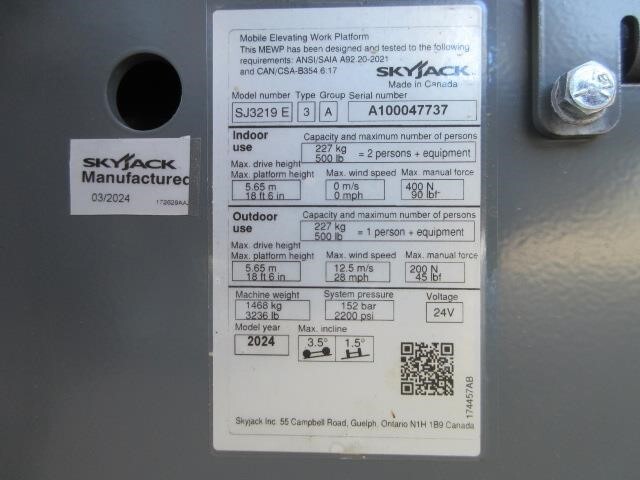 Mobile Elevating Work Platform
This MEWP has been designed and tested to the following
requirements: ANSI/SAIA A92.20-2021
and CAN/CSA-B354.6:17
SKYJACK
Made in Canada
Model number Type Group Serial number
SJ3219 E 3 A A100047737
Indoor use
Capacity and maximum number of persons
227 kg
500 lb = 2 persons + equipment
Max. drive height
Max. platform height Max. wind speed Max. manual force
5.65 m 0 m/s 400 N
18 ft 6 in 0 mph 90 lbf
Outdoor use
Capacity and maximum number of persons
227 kg
500 lb = 1 person + equipment
Max. drive height
Max. platform height Max. wind speed Max. manual force
5.65 m 12.5 m/s 200 N
18 ft 6 in 28 mph 45 lbf
Machine weight System pressure Voltage
1468 kg 152 bar 24V
3236 lb 2200 psi
Model year Max. incline
2024 3.5° 1.5°
174457AB
Skyjack Inc. 55 Campbell Road, Guelph, Ontario N1H 1B9 Canada
SKYJACK
Manufactured
03/2024 172628AA